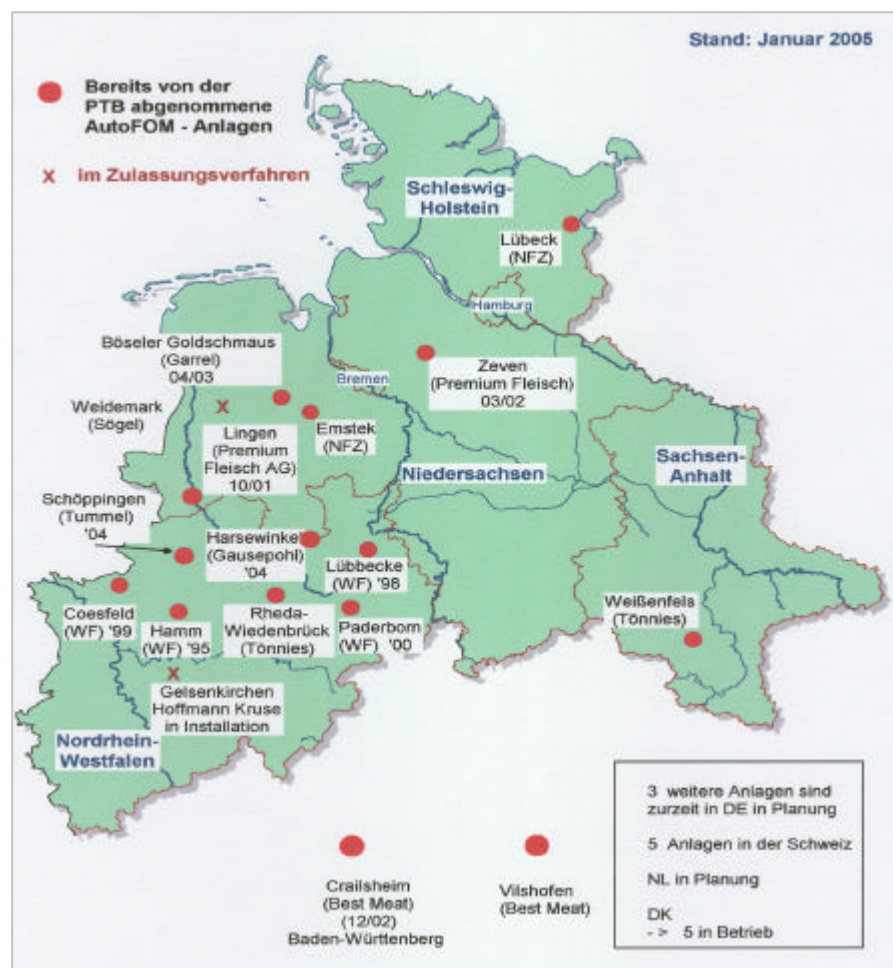 Stand: Januar 2005
Bereits von der
PTB abgenommene
AutoFOM - Anlagen
x im Zulassungsverfahren
Schleswig-
Holstein
Lübeck
(NFZ)
Hamburg
Böseler Goldschmaus
(Garrel)
04/03
Bremen
Zeven
(Premium Fleisch)
03/02
Weidemark
(Sögel)
x
Lingen
(Premium
Fleisch AG)
10/01
Emstek
(NFZ)
Niedersachsen
Sachsen-
Anhalt
Schöppingen
(Tummel)
'04
Harsewinkel
(Gausepohl)
'04
Lübbecke
(WF) '98
Coesfeld
(WF) '99
Hamm
(WF) '95
Rheda-
Wiedenbrück
(Tönnies)
Paderborn
(WF) '00
Weißenfels
(Tönnies)
x
Gelsenkirchen
Hoffmann Kruse
in Installation
Nordrhein-
Westfalen
3 weitere Anlagen sind
zurzeit in DE in Planung
5 Anlagen in der Schweiz
NL in Planung
DK
- > 5 in Betrieb
Crailsheim
(Best Meat)
(12/02)
Baden-Württenberg
Vilshofen
(Best Meat)